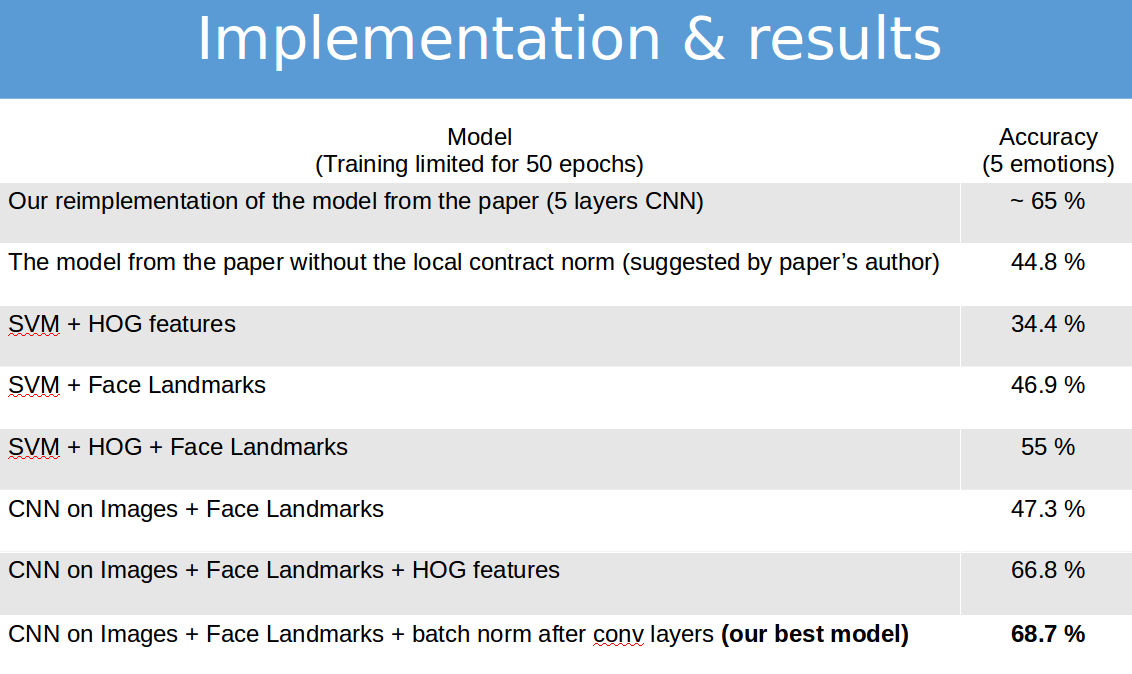 Implementation & results
Model
(Training limited for 50 epochs)
Accuracy
(5 emotions)
Our reimplementation of the model from the paper (5 layers CNN)
~ 65 %
The model from the paper without the local contract norm (suggested by paper’s author)
44.8 %
SVM + HOG features
34.4 %
SVM + Face Landmarks
46.9 %
SVM + HOG + Face Landmarks
55 %
CNN on Images + Face Landmarks
47.3 %
CNN on Images + Face Landmarks + HOG features
66.8 %
CNN on Images + Face Landmarks + batch norm after conv layers (our best model)
68.7 %